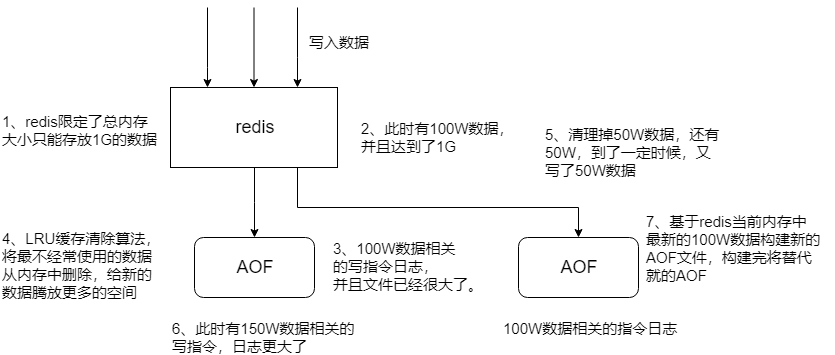 写入数据
1、redis限定了总内存
大小只能存放1G的数据
redis
2、此时有100W数据，
并且达到了1G
5、清理掉50W数据，还有
50W，到了一定时候，又
写了50W数据
4、LRU缓存清除算法，
将最不经常使用的数据
从内存中删除，给新的
数据腾放更多的空间
AOF
3、100W数据相关
的写指令日志，
并且文件已经很大了。
AOF
7、基于redis当前内存中
最新的100W数据构建新的
AOF文件，构建完将替代
就的AOF
6、此时有150W数据相关的
写指令，日志更大了
100W数据相关的指令日志